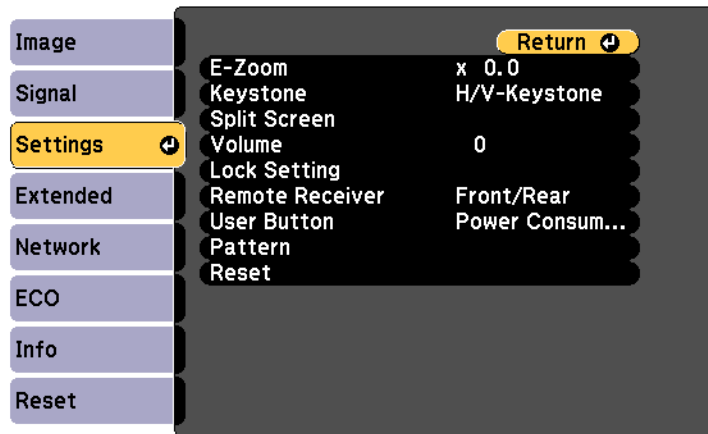 Image
Signal
Settings
Extended
Network
ECO
Info
Reset
Return
E-Zoom x 0.0
Keystone H/V-Keystone
Split Screen
Volume 0
Lock Setting
Remote Receiver Front/Rear
User Button Power Consum...
Pattern
Reset